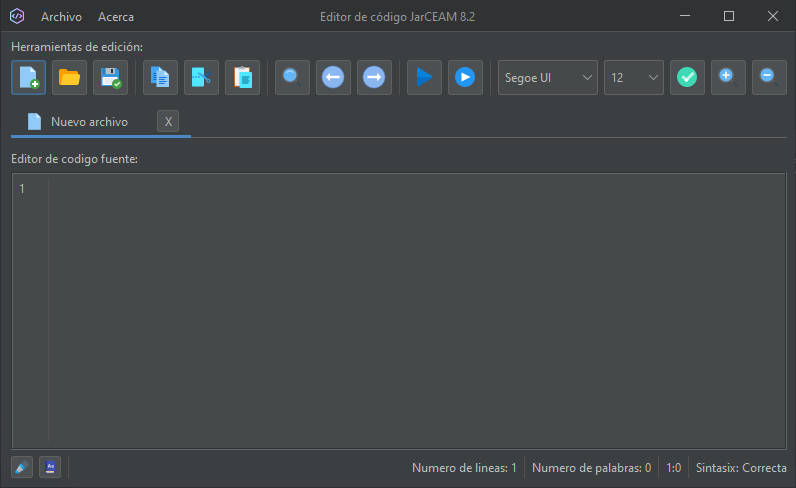 Archivo Acerca Editor de código JarCEAM 8.2
Herramientas de edición:
Segoe UI 12
Nuevo archivo X
Editor de codigo fuente:
1
Numero de lineas: 1 Numero de palabras: 0 1:0 Sintasix: Correcta